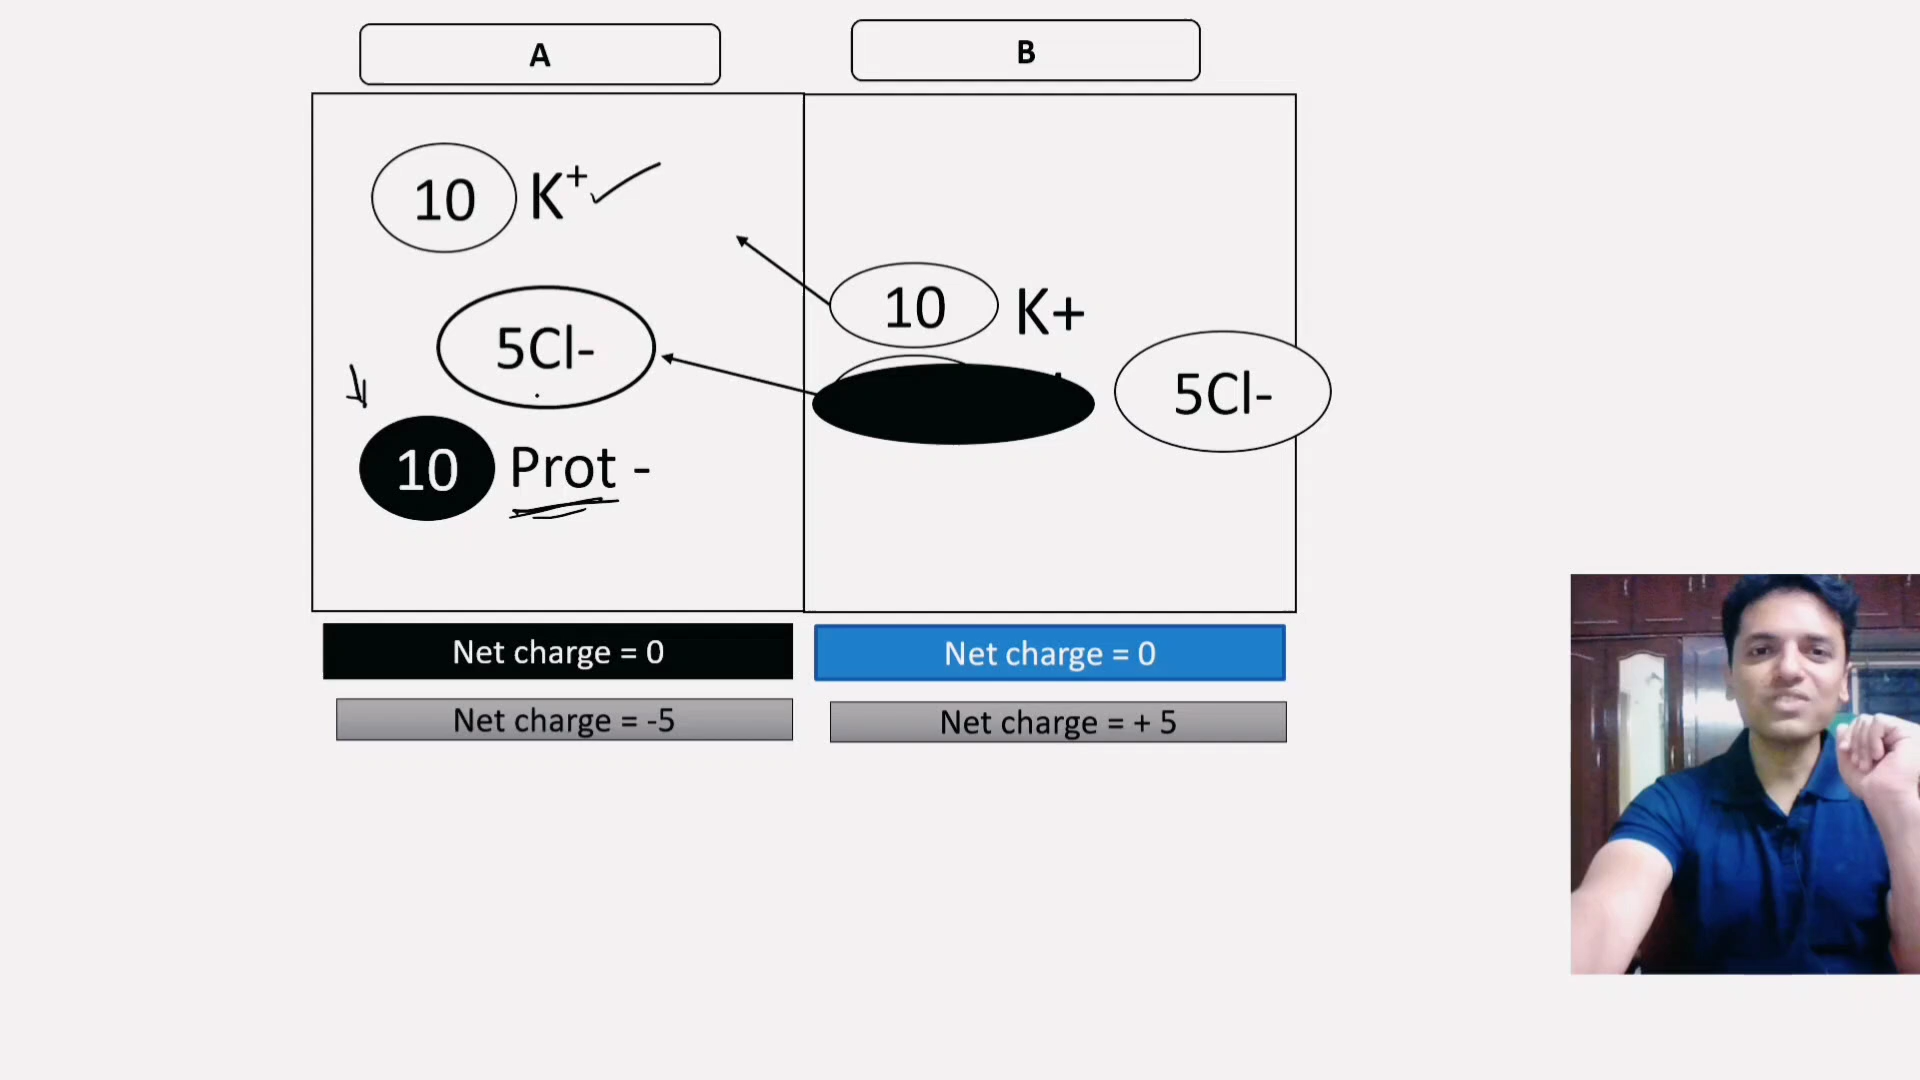 A
B
10 K⁺
10 K+
5Cl-
5Cl-
10 Prot -
Net charge = 0
Net charge = 0
Net charge = -5
Net charge = + 5